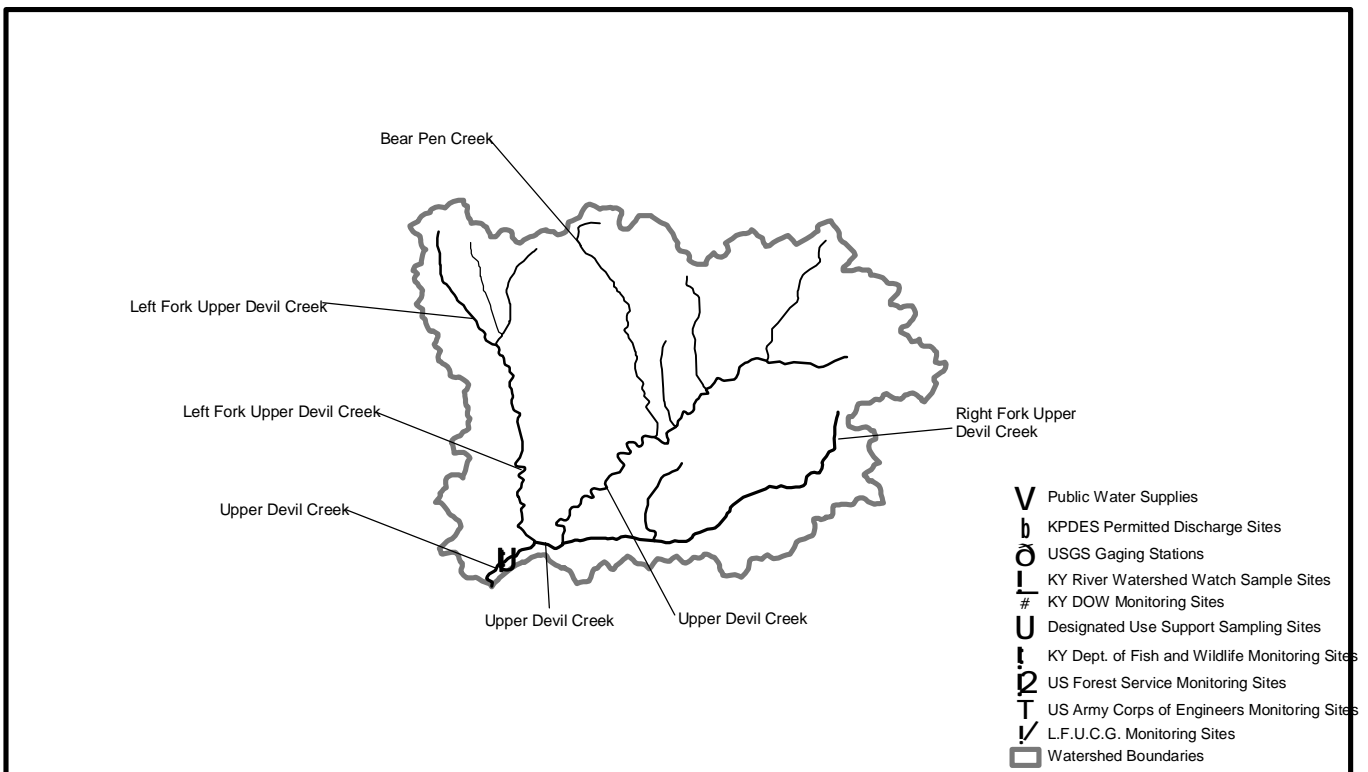 Bear Pen Creek
Left Fork Upper Devil Creek
Left Fork Upper Devil Creek
Right Fork Upper
Devil Creek
Upper Devil Creek
U
Upper Devil Creek
Upper Devil Creek
V Public Water Supplies
b KPDES Permitted Discharge Sites
ð USGS Gaging Stations
! KY River Watershed Watch Sample Sites
# KY DOW Monitoring Sites
U Designated Use Support Sampling Sites
!t KY Dept. of Fish and Wildlife Monitoring Sites
!2 US Forest Service Monitoring Sites
T US Army Corps of Engineers Monitoring Sites
!/ L.F.U.C.G. Monitoring Sites
Watershed Boundaries